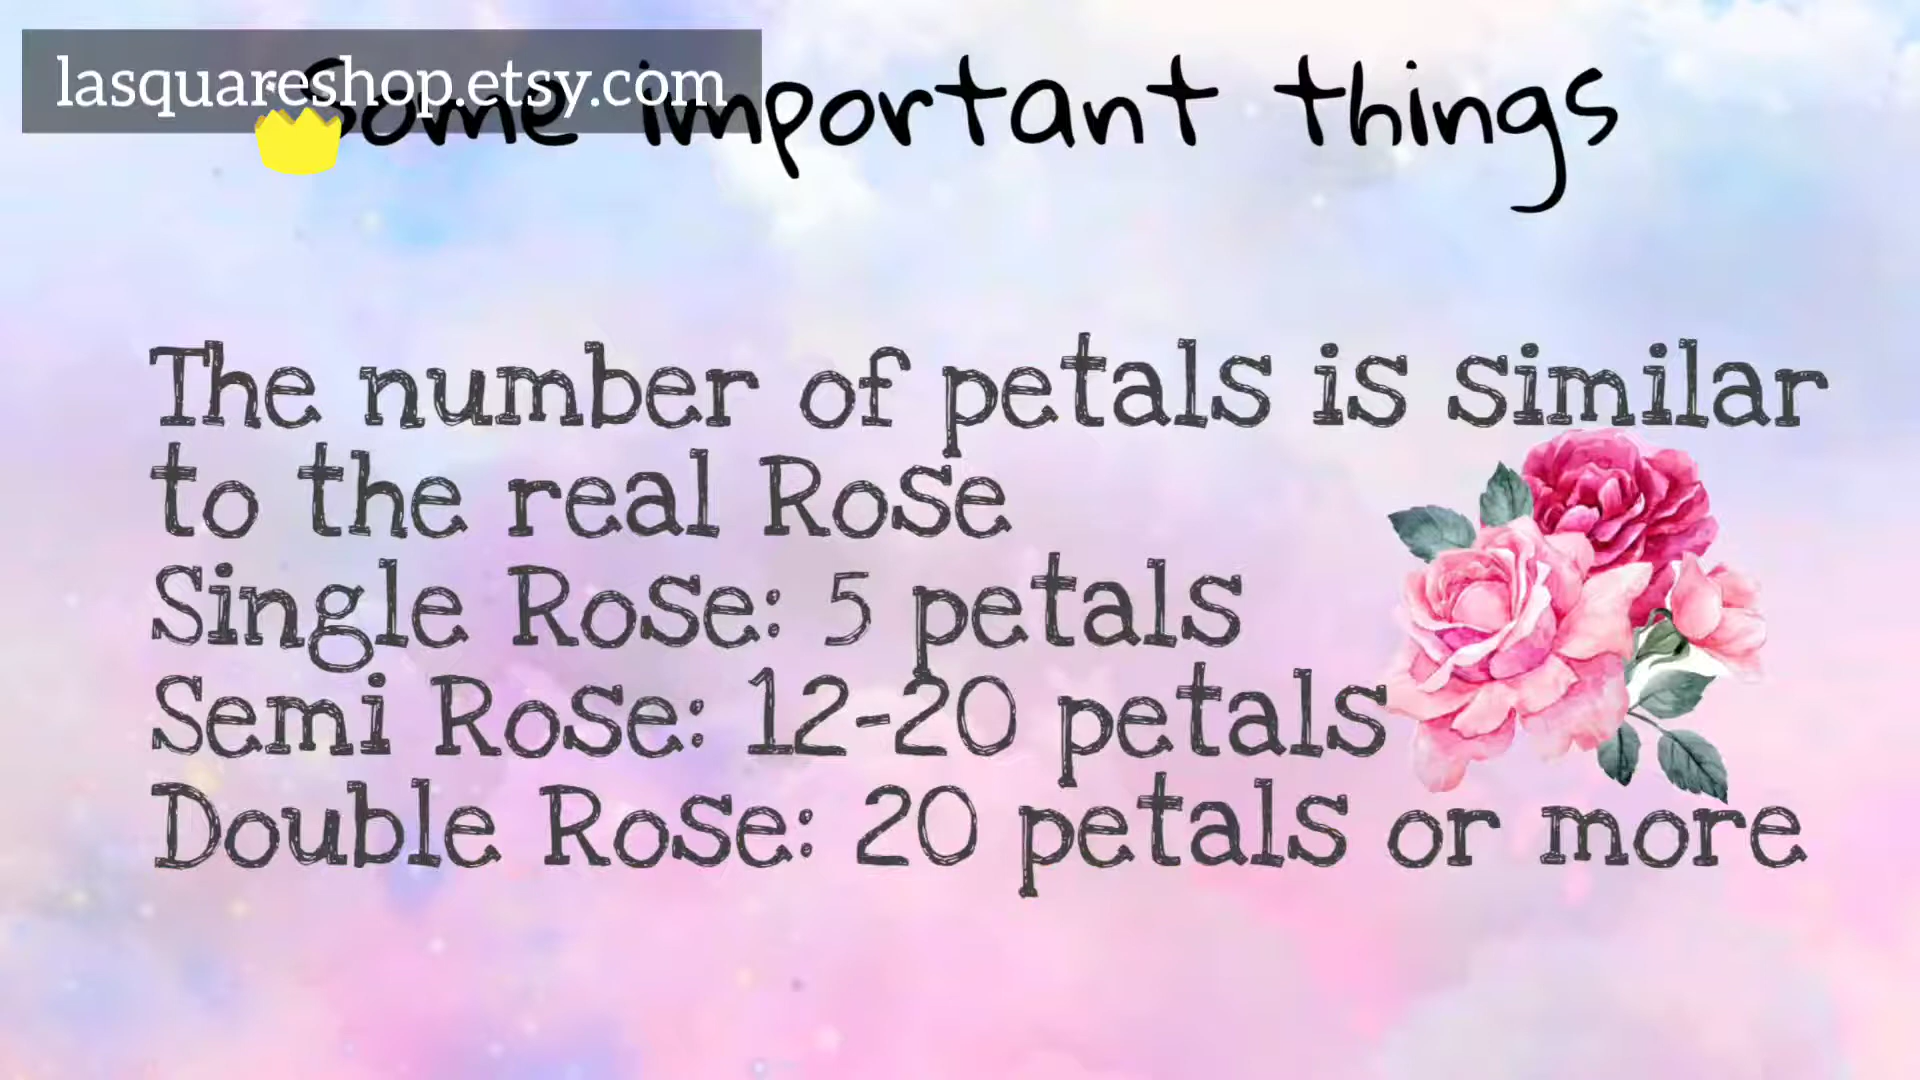 lasquareshop.etsy.com
Some important things
The number of petals is similar
to the real Rose
Single Rose: 5 petals
Semi Rose: 12-20 petals
Double Rose: 20 petals or more